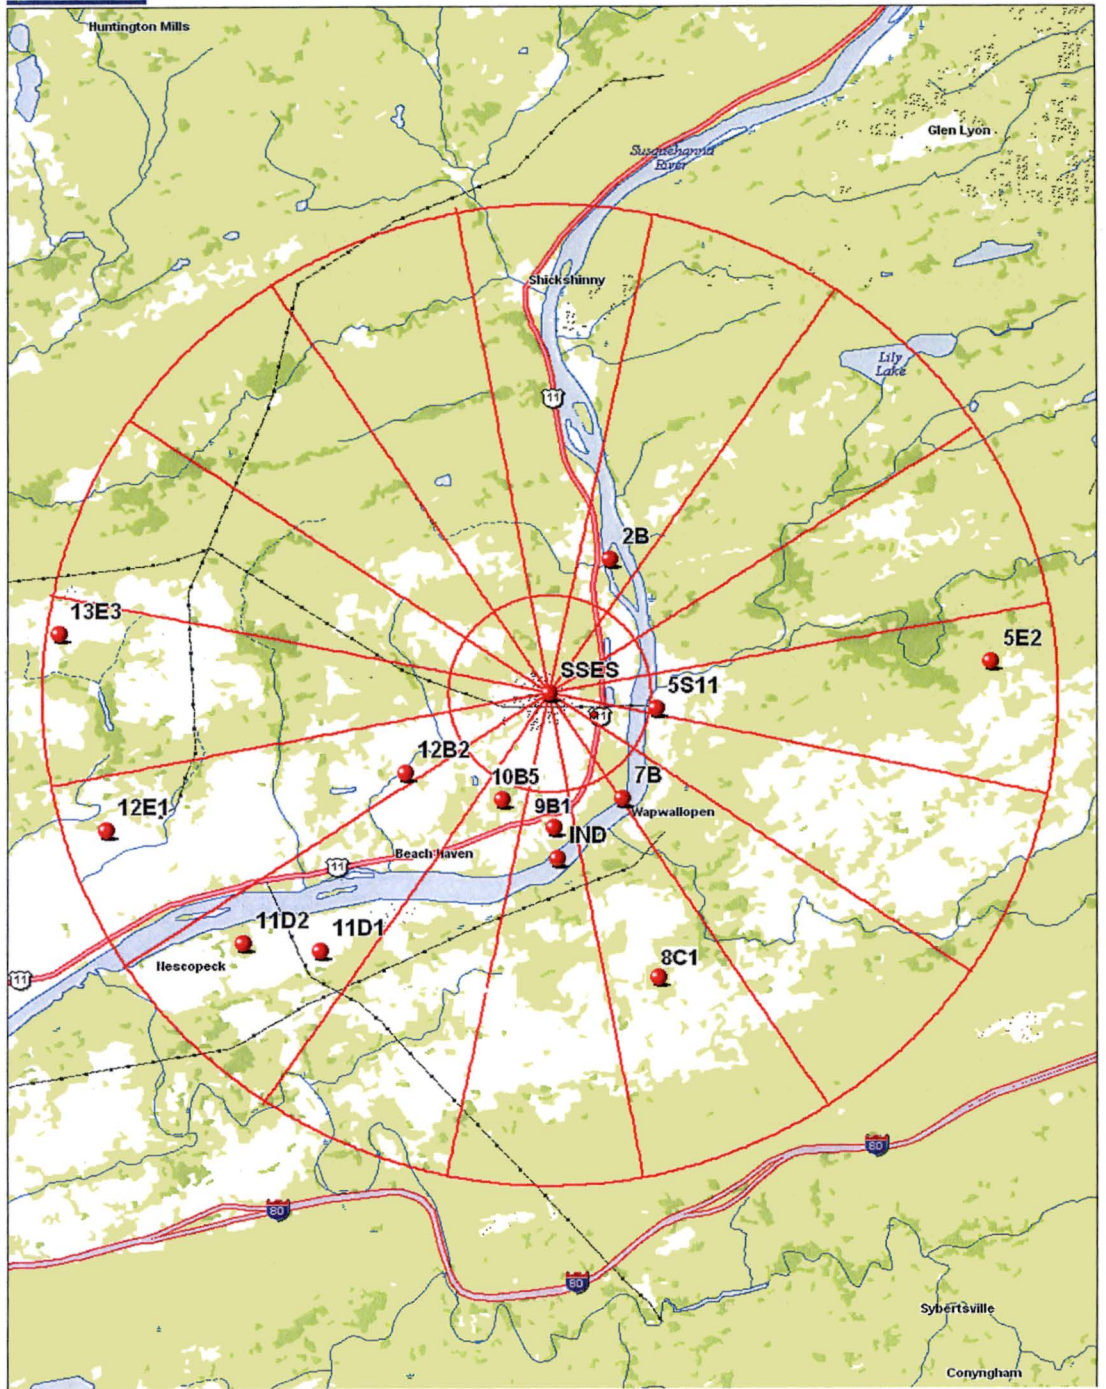 Huntington Mills
Glen Lyon
Susquehanna
River
Shickshinny
Lily
Lake
11
2B
13E3
5E2
SSES
5S11
11
12B2
10B5
7B
12E1
9B1
Wapwallopen
IND
Beach Haven
11
11D2
11D1
Nescopeck
8C1
11
80
80
80
Sybertsville
Conyngham